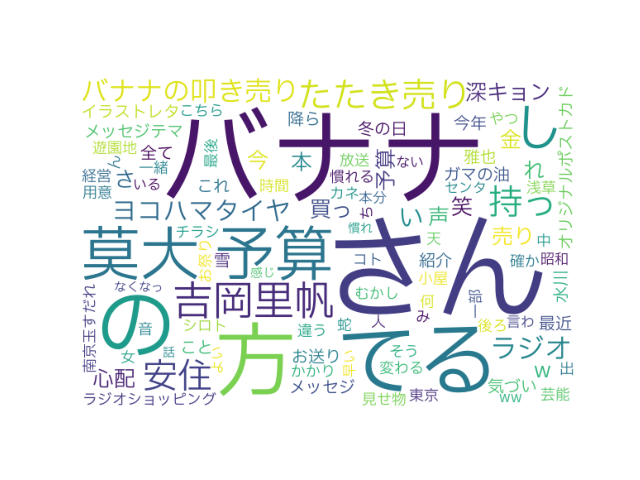 バナナの叩き売り
たたき売り
深キョン
イラストレタ
こちら
バナナ
し
メッセジテマ
降ら
冬の日
今年
やっ
金
オリジナルポストカド
遊園地
ん
全て
最後
今
本
放送
予算
ない
雅也
れ
経営
一緒
さ
いる
これ
時間
慣れる
カネ
本分
ガマの油
センタ
浅草
用意
ヨコハマタイヤ
買っ
ち
い
声
笑
持っ
チラシ
慣れ
天
売り
中
莫大
予算
さん
お祭り
雪
感じ
コト
紹介
確か
昭和
小屋
南京玉すだれ
なくなっ
の
吉岡里帆
方
むかし
何
一部
水川
音
シロト
違う
蛇
人
み
後ろ
言わ
最近
てる
女
話
こと
よい
お送り
早い
そう
変わる
ラジオ
心配
安住
かかり
メッセジ
見せ物
東京
気づい
w
ww
出
芸能
ラジオショッピング